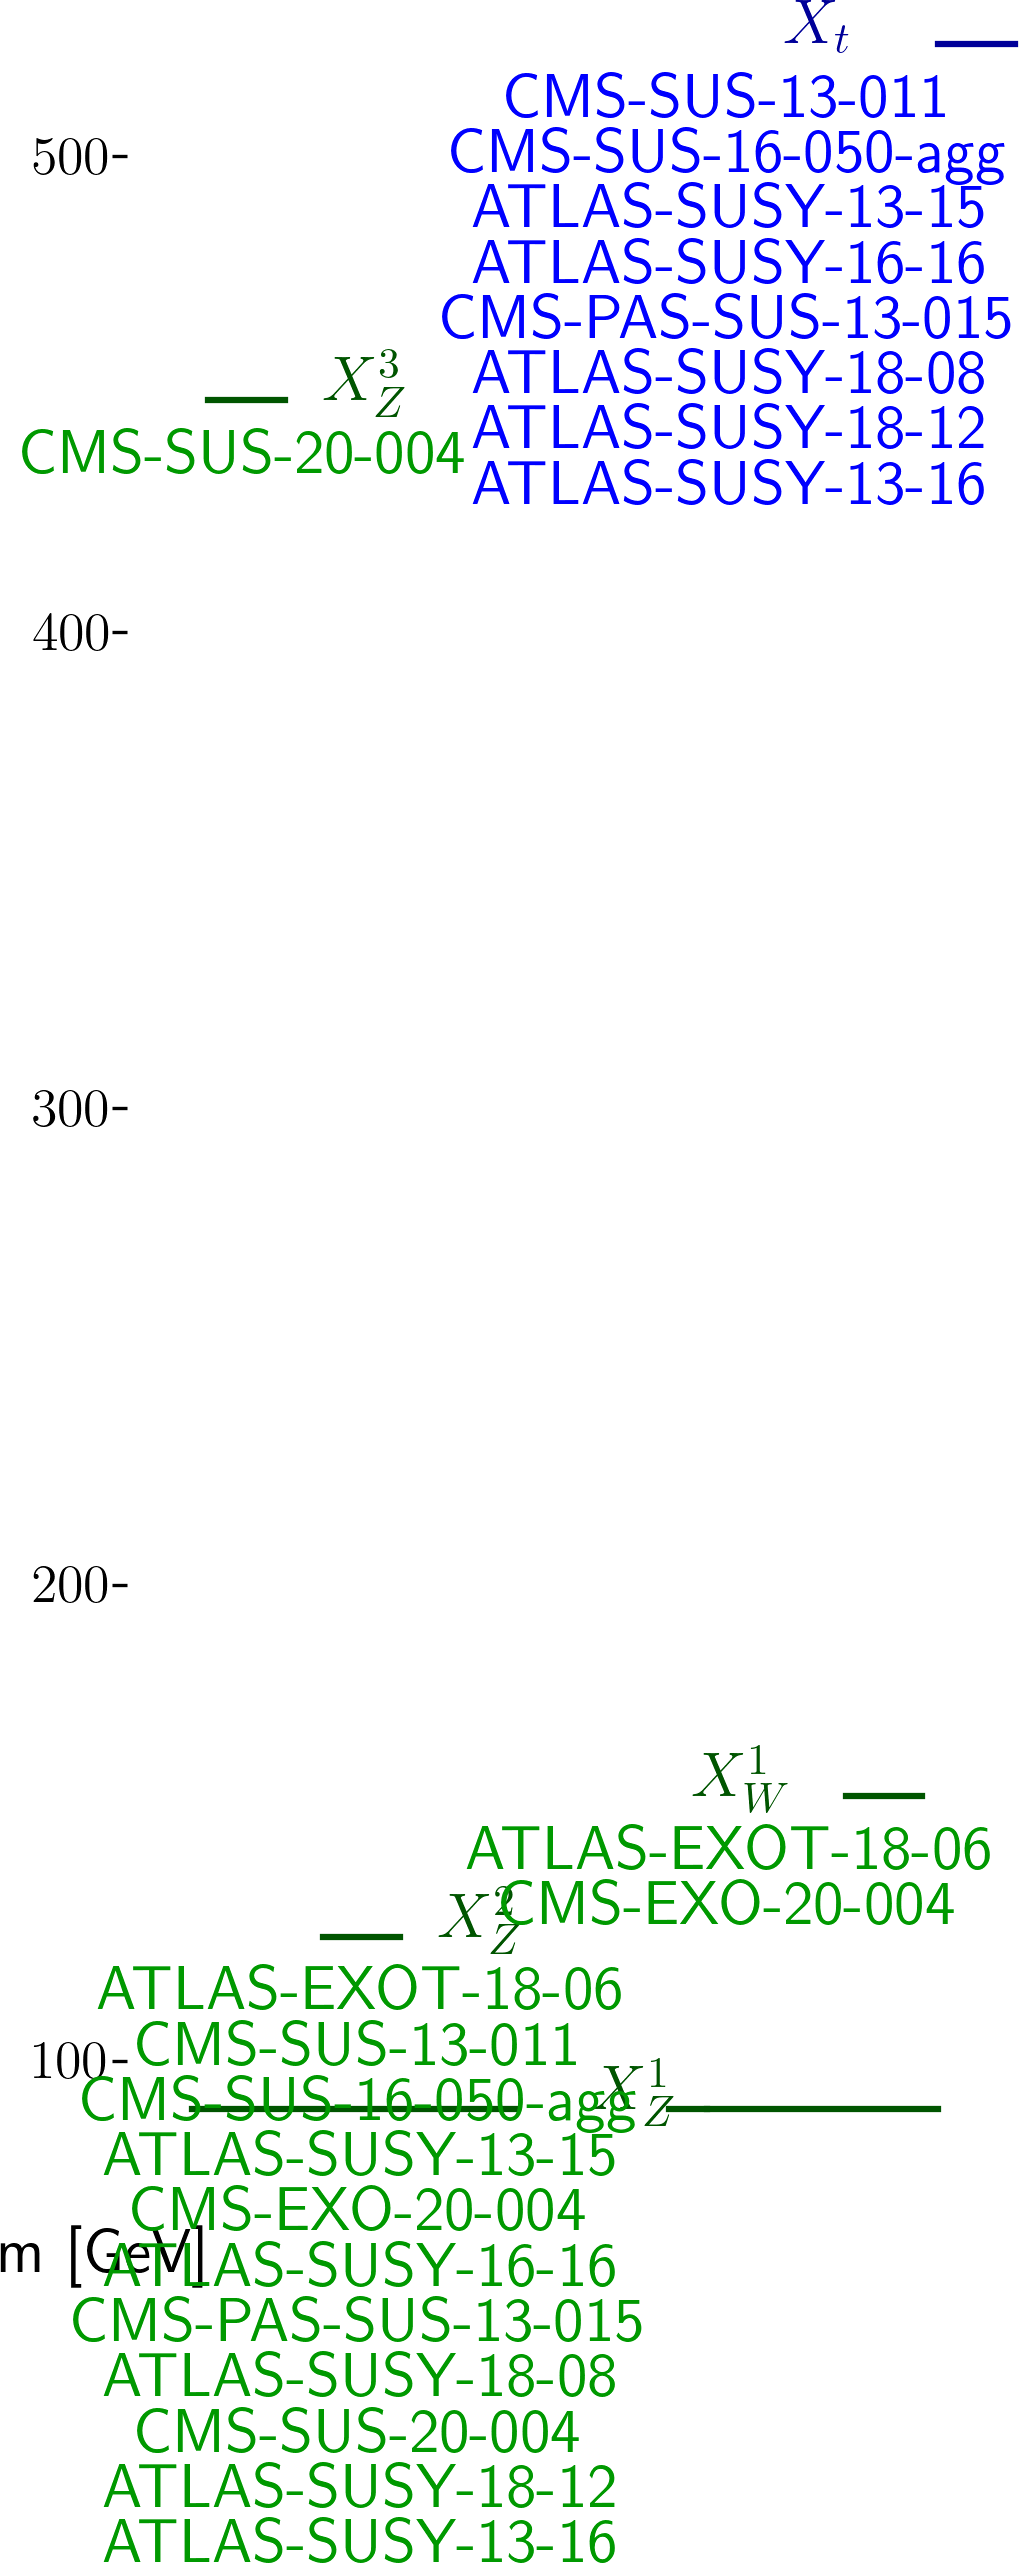 X_t
CMS-SUS-13-011
500-
CMS-SUS-16-050-agg
ATLAS-SUSY-13-15
ATLAS-SUSY-16-16
CMS-PAS-SUS-13-015
X_Z^3
ATLAS-SUSY-18-08
CMS-SUS-20-004
ATLAS-SUSY-18-12
ATLAS-SUSY-13-16
400-
300-
200-
X_W^1
ATLAS-EXOT-18-06
CMS-EXO-20-004
X_Z^2
ATLAS-EXOT-18-06
CMS-SUS-13-011
100-
X_Z^1
CMS-SUS-16-050-agg
ATLAS-SUSY-13-15
CMS-EXO-20-004
m [GeV]
ATLAS-SUSY-16-16
CMS-PAS-SUS-13-015
ATLAS-SUSY-18-08
CMS-SUS-20-004
ATLAS-SUSY-18-12
ATLAS-SUSY-13-16